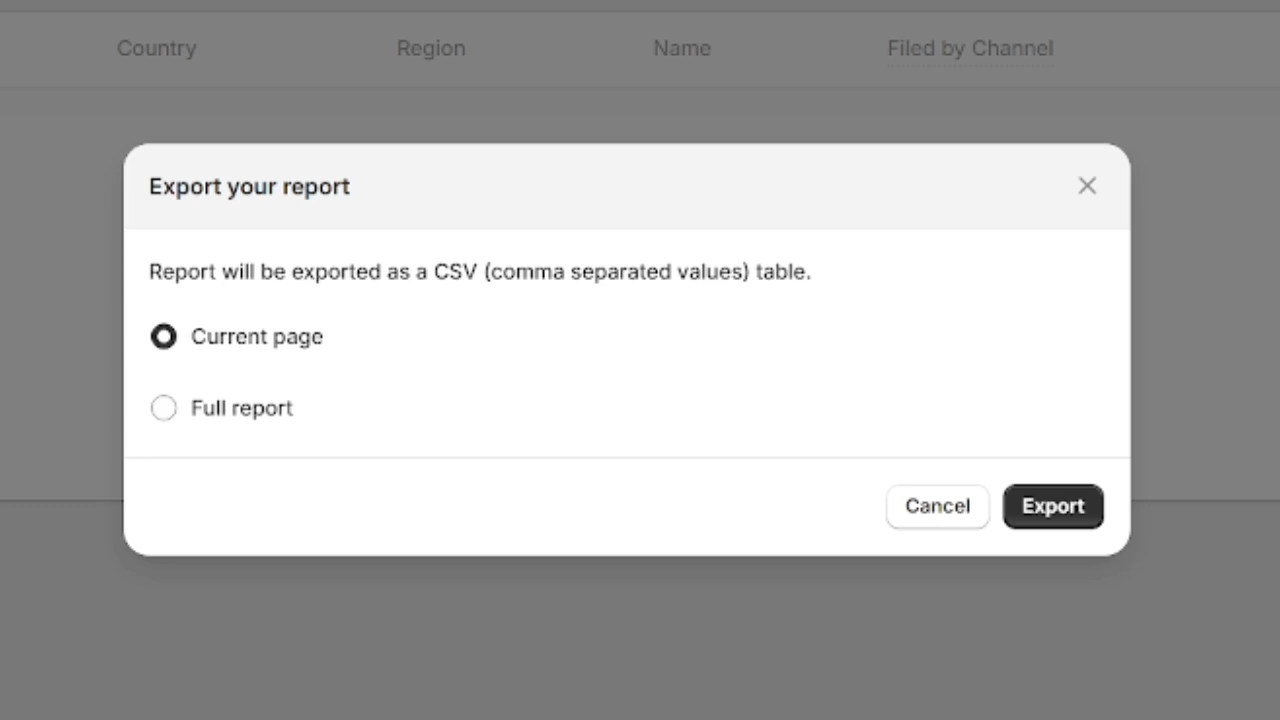 Country Region Name Filed by Channel
Export your report
Report will be exported as a CSV (comma separated values) table.
Current page
Full report
Cancel Export